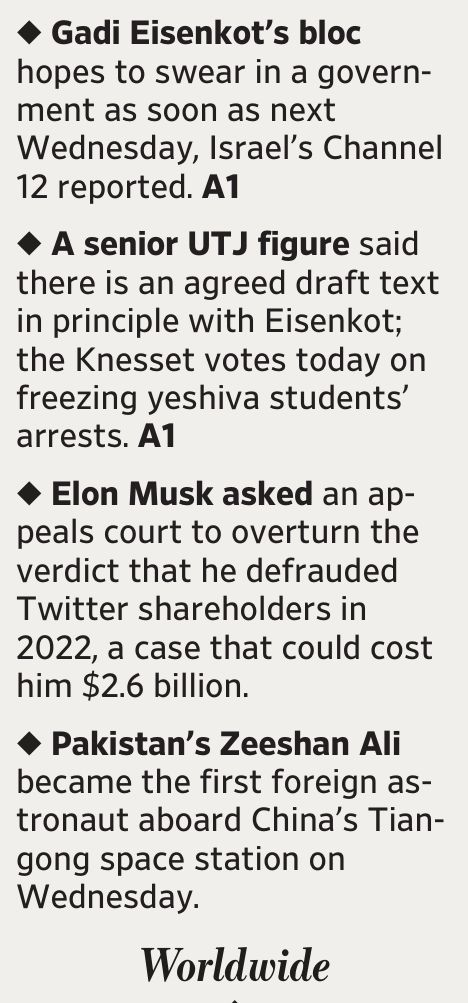 ◆ Gadi Eisenkot’s bloc
hopes to swear in a govern-
ment as soon as next
Wednesday, Israel’s Channel
12 reported. A1
◆ A senior UTJ figure said
there is an agreed draft text
in principle with Eisenkot;
the Knesset votes today on
freezing yeshiva students’
arrests. A1
◆ Elon Musk asked an ap-
peals court to overturn the
verdict that he defrauded
Twitter shareholders in
2022, a case that could cost
him $2.6 billion.
◆ Pakistan’s Zeeshan Ali
became the first foreign as-
tronaut aboard China’s Tian-
gong space station on
Wednesday.
Worldwide